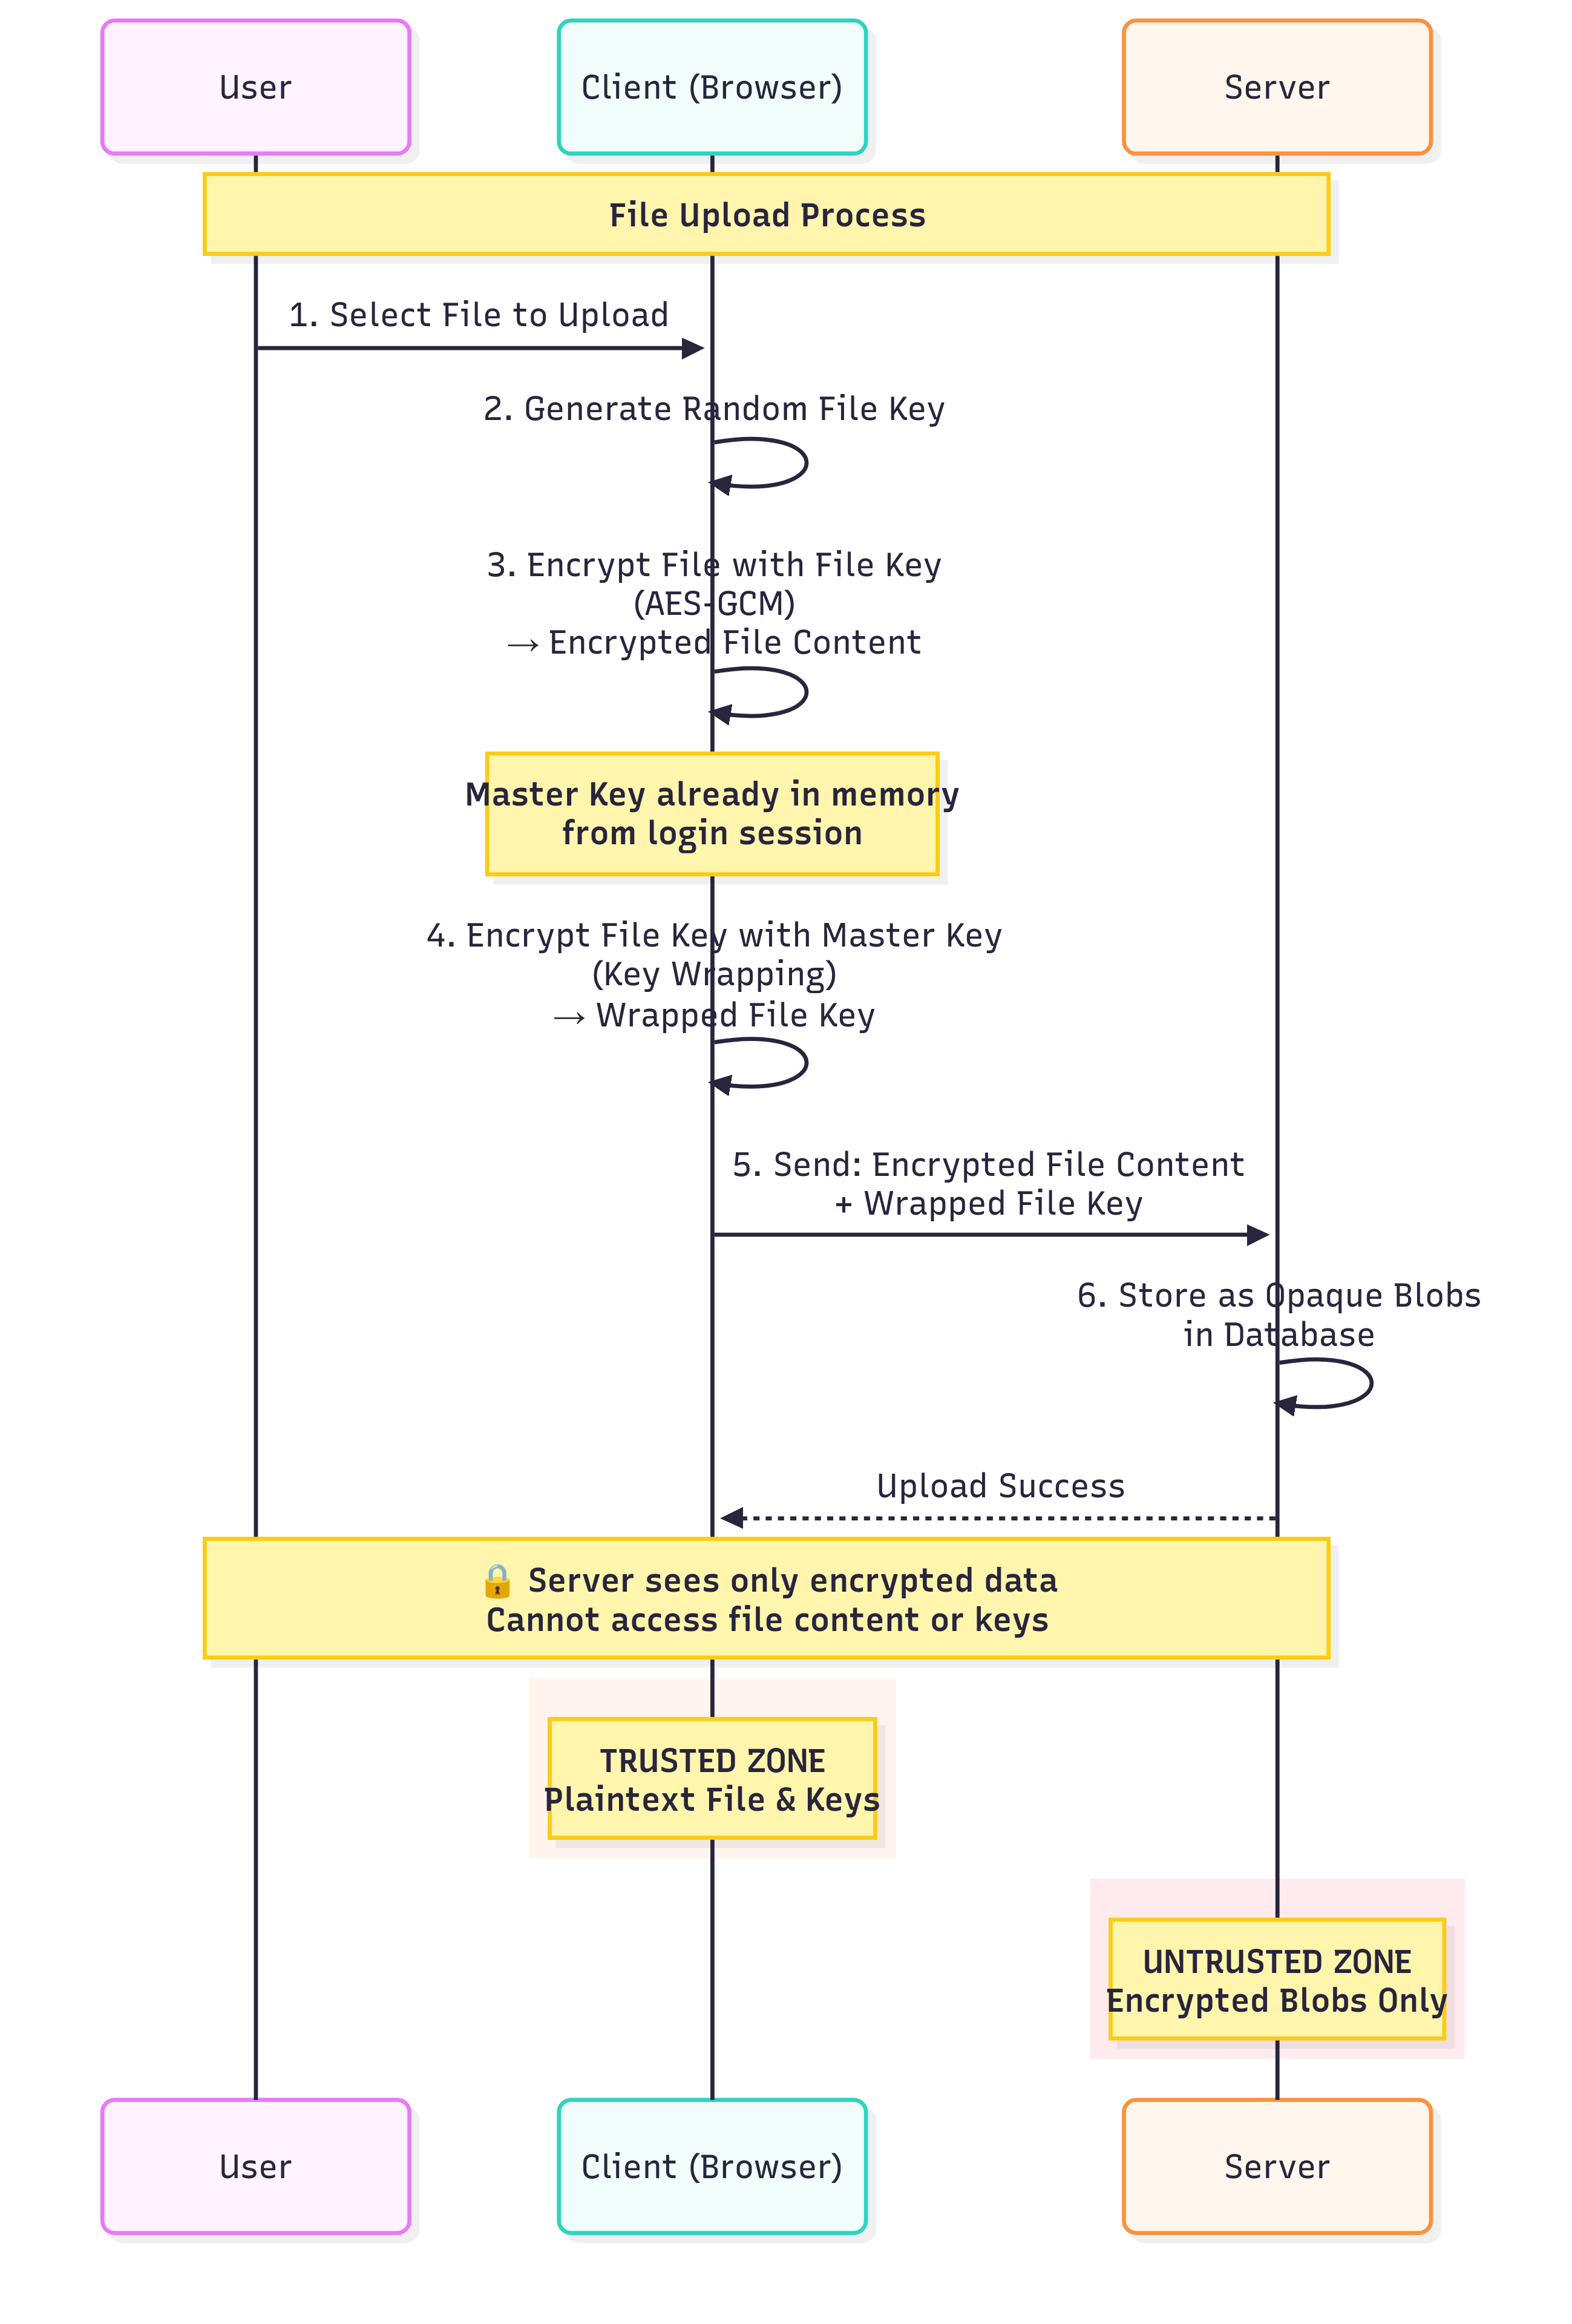 User
Client (Browser)
Server
File Upload Process
1. Select File to Upload
2. Generate Random File Key
3. Encrypt File with File Key
(AES-GCM)
→ Encrypted File Content
Master Key already in memory
from login session
4. Encrypt File Key with Master Key
(Key Wrapping)
→ Wrapped File Key
5. Send: Encrypted File Content
+ Wrapped File Key
6. Store as Opaque Blobs
in Database
Upload Success
🔒 Server sees only encrypted data
Cannot access file content or keys
TRUSTED ZONE
Plaintext File & Keys
UNTRUSTED ZONE
Encrypted Blobs Only
User
Client (Browser)
Server